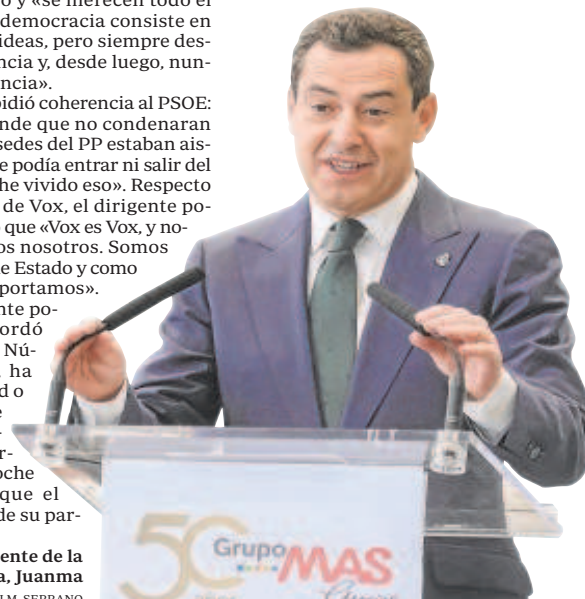 o y «se merecen todo el
democracia consiste en
ideas, pero siempre des-
ncia y, desde luego, nun-
encia».
pidió coherencia al PSOE:
nde que no condenaran
sedes del PP estaban ais-
e podía entrar ni salir del
he vivido eso». Respecto
de Vox, el dirigente po-
que «Vox es Vox, y no-
os nosotros. Somos
e Estado y como
portamos».
nte po-
ordó
Nú-
ha
d o
e
r-
oche
que el
de su par-
ente de la
a, Juanma
J.M. SERRANO
50
Grupo MAS